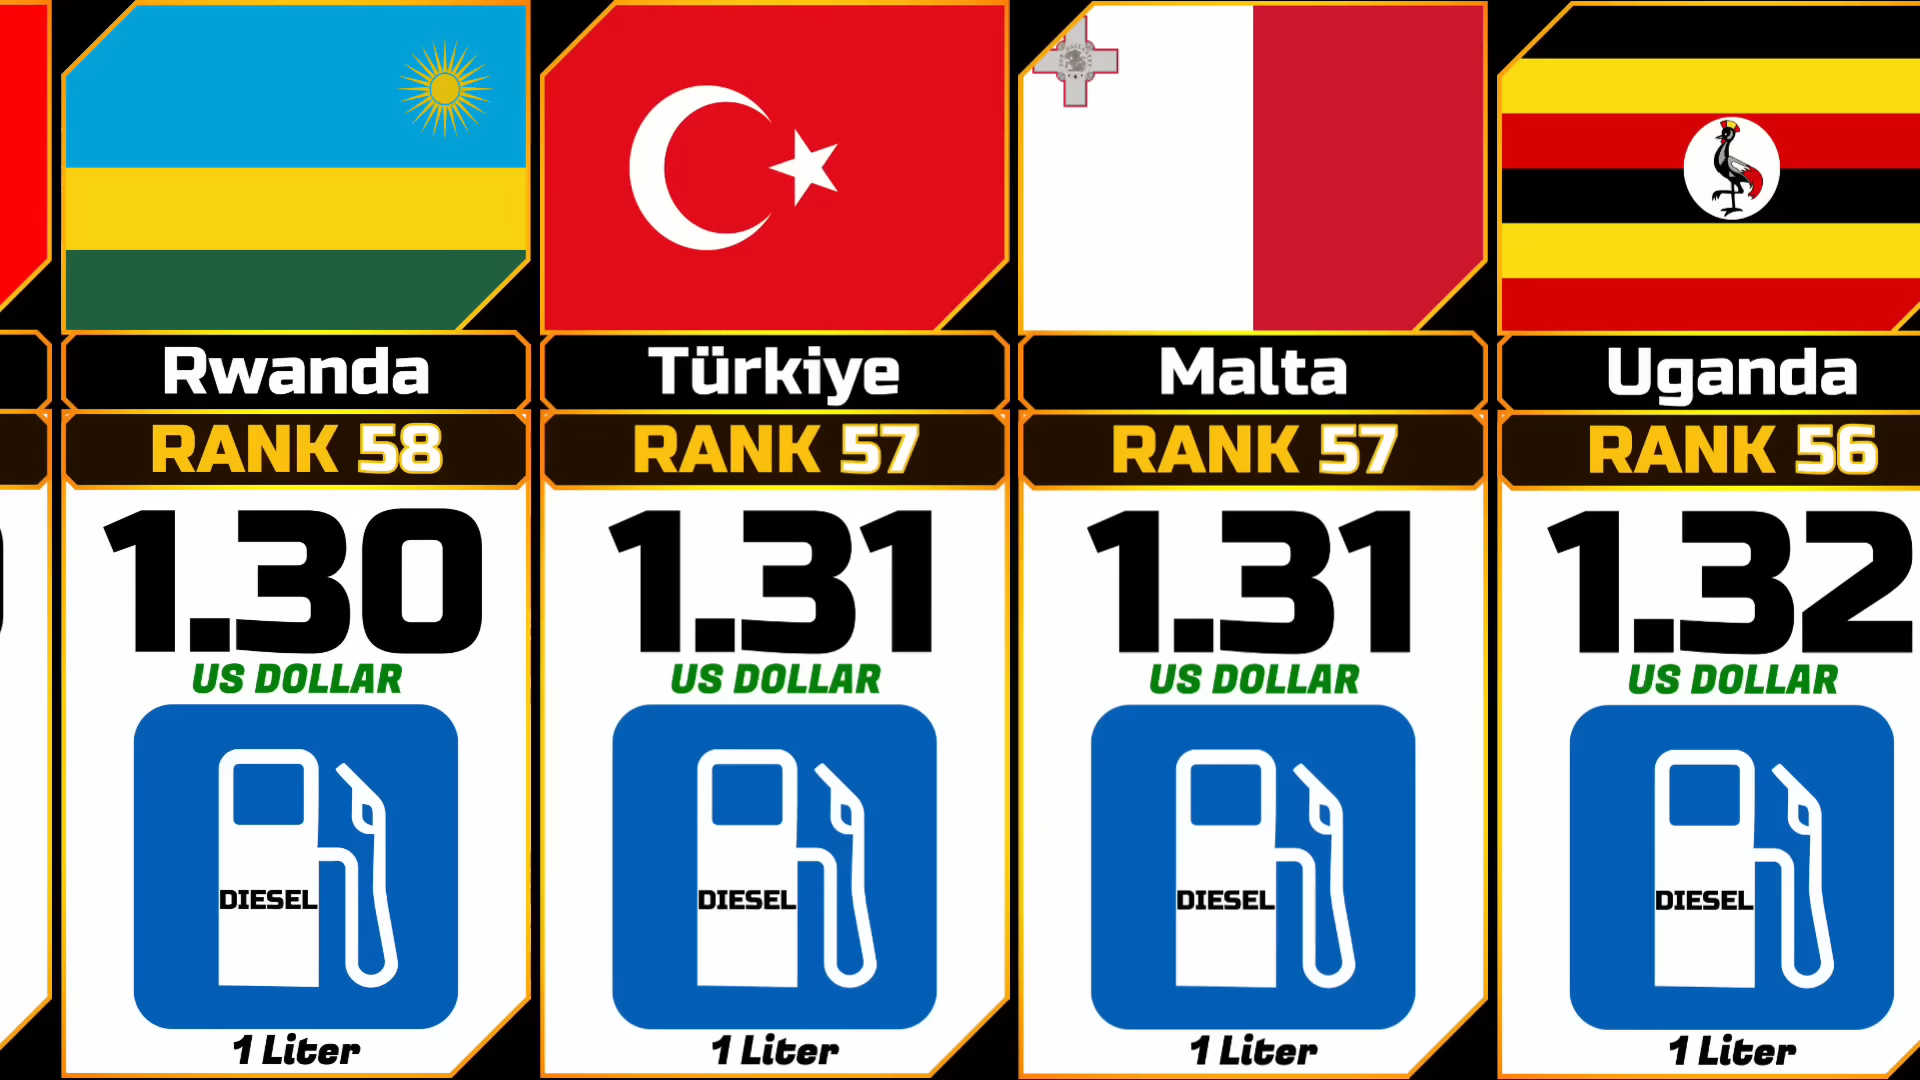 Rwanda
RANK 58
1.30
US DOLLAR
DIESEL
1 Liter
Türkiye
RANK 57
1.31
US DOLLAR
DIESEL
1 Liter
Malta
RANK 57
1.31
US DOLLAR
DIESEL
1 Liter
Uganda
RANK 56
1.32
US DOLLAR
DIESEL
1 Liter